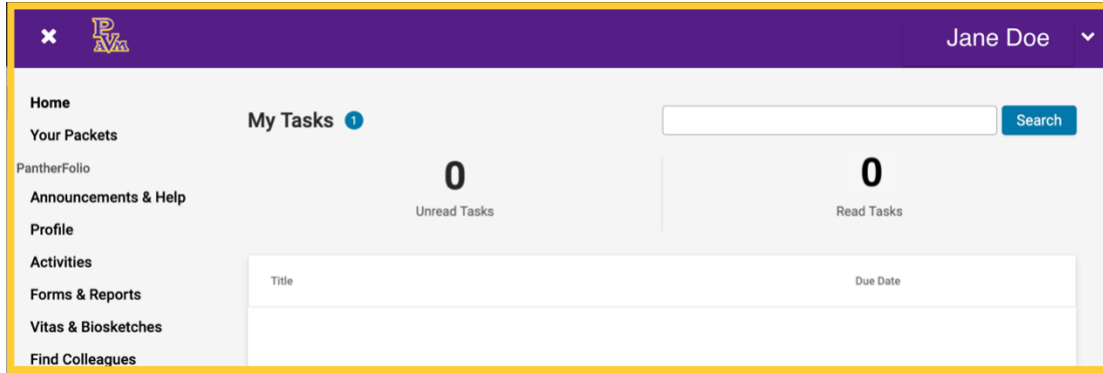 PVAM
Jane Doe
Home
Your Packets
PantherFolio
Announcements & Help
Profile
Activities
Forms & Reports
Vitas & Biosketches
Find Colleagues
My Tasks 1
Search
0
Unread Tasks
0
Read Tasks
Title
Due Date